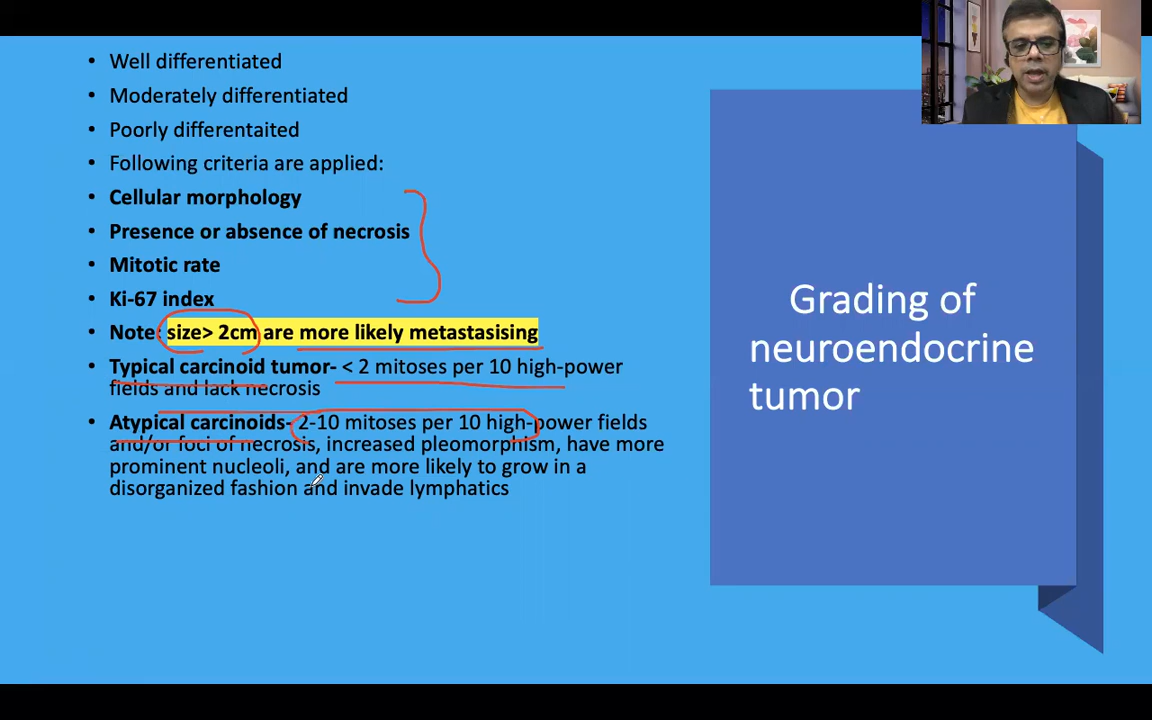 • Well differentiated
• Moderately differentiated
• Poorly differentaited
• Following criteria are applied:
• Cellular morphology
• Presence or absence of necrosis
• Mitotic rate
• Ki-67 index
• Note: size> 2cm are more likely metastasising
• Typical carcinoid tumor- < 2 mitoses per 10 high-power
fields and lack necrosis
• Atypical carcinoids- 2-10 mitoses per 10 high-power fields
and/or foci of necrosis, increased pleomorphism, have more
prominent nucleoli, and are more likely to grow in a
disorganized fashion and invade lymphatics
Grading of
neuroendocrine
tumor